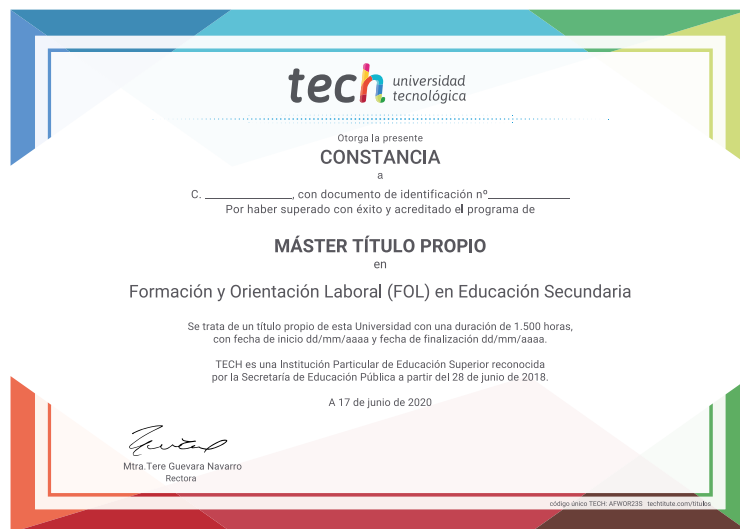 tech universidad
tecnológica
Otorga la presente
CONSTANCIA
a
C. ________________, con documento de identificación nº______________
Por haber superado con éxito y acreditado el programa de
MÁSTER TÍTULO PROPIO
en
Formación y Orientación Laboral (FOL) en Educación Secundaria
Se trata de un título propio de esta Universidad con una duración de 1.500 horas,
con fecha de inicio dd/mm/aaaa y fecha de finalización dd/mm/aaaa.
TECH es una Institución Particular de Educación Superior reconocida
por la Secretaría de Educación Pública a partir del 28 de junio de 2018.
A 17 de junio de 2020
Mtra.Tere Guevara Navarro
Rectora
código único TECH: AFWOR23S techtitute.com/titulos